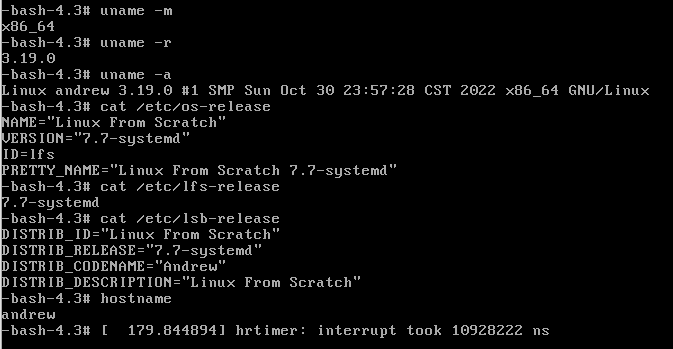 -bash-4.3# uname -m
x86_64
-bash-4.3# uname -r
3.19.0
-bash-4.3# uname -a
Linux andrew 3.19.0 #1 SMP Sun Oct 30 23:57:28 CST 2022 x86_64 GNU/Linux
-bash-4.3# cat /etc/os-release
NAME="Linux From Scratch"
VERSION="7.7-systemd"
ID=lfs
PRETTY_NAME="Linux From Scratch 7.7-systemd"
-bash-4.3# cat /etc/lfs-release
7.7-systemd
-bash-4.3# cat /etc/lsb-release
DISTRIB_ID="Linux From Scratch"
DISTRIB_RELEASE="7.7-systemd"
DISTRIB_CODENAME="Andrew"
DISTRIB_DESCRIPTION="Linux From Scratch"
-bash-4.3# hostname
andrew
-bash-4.3# [  179.844894] hrtimer: interrupt took 10928222 ns